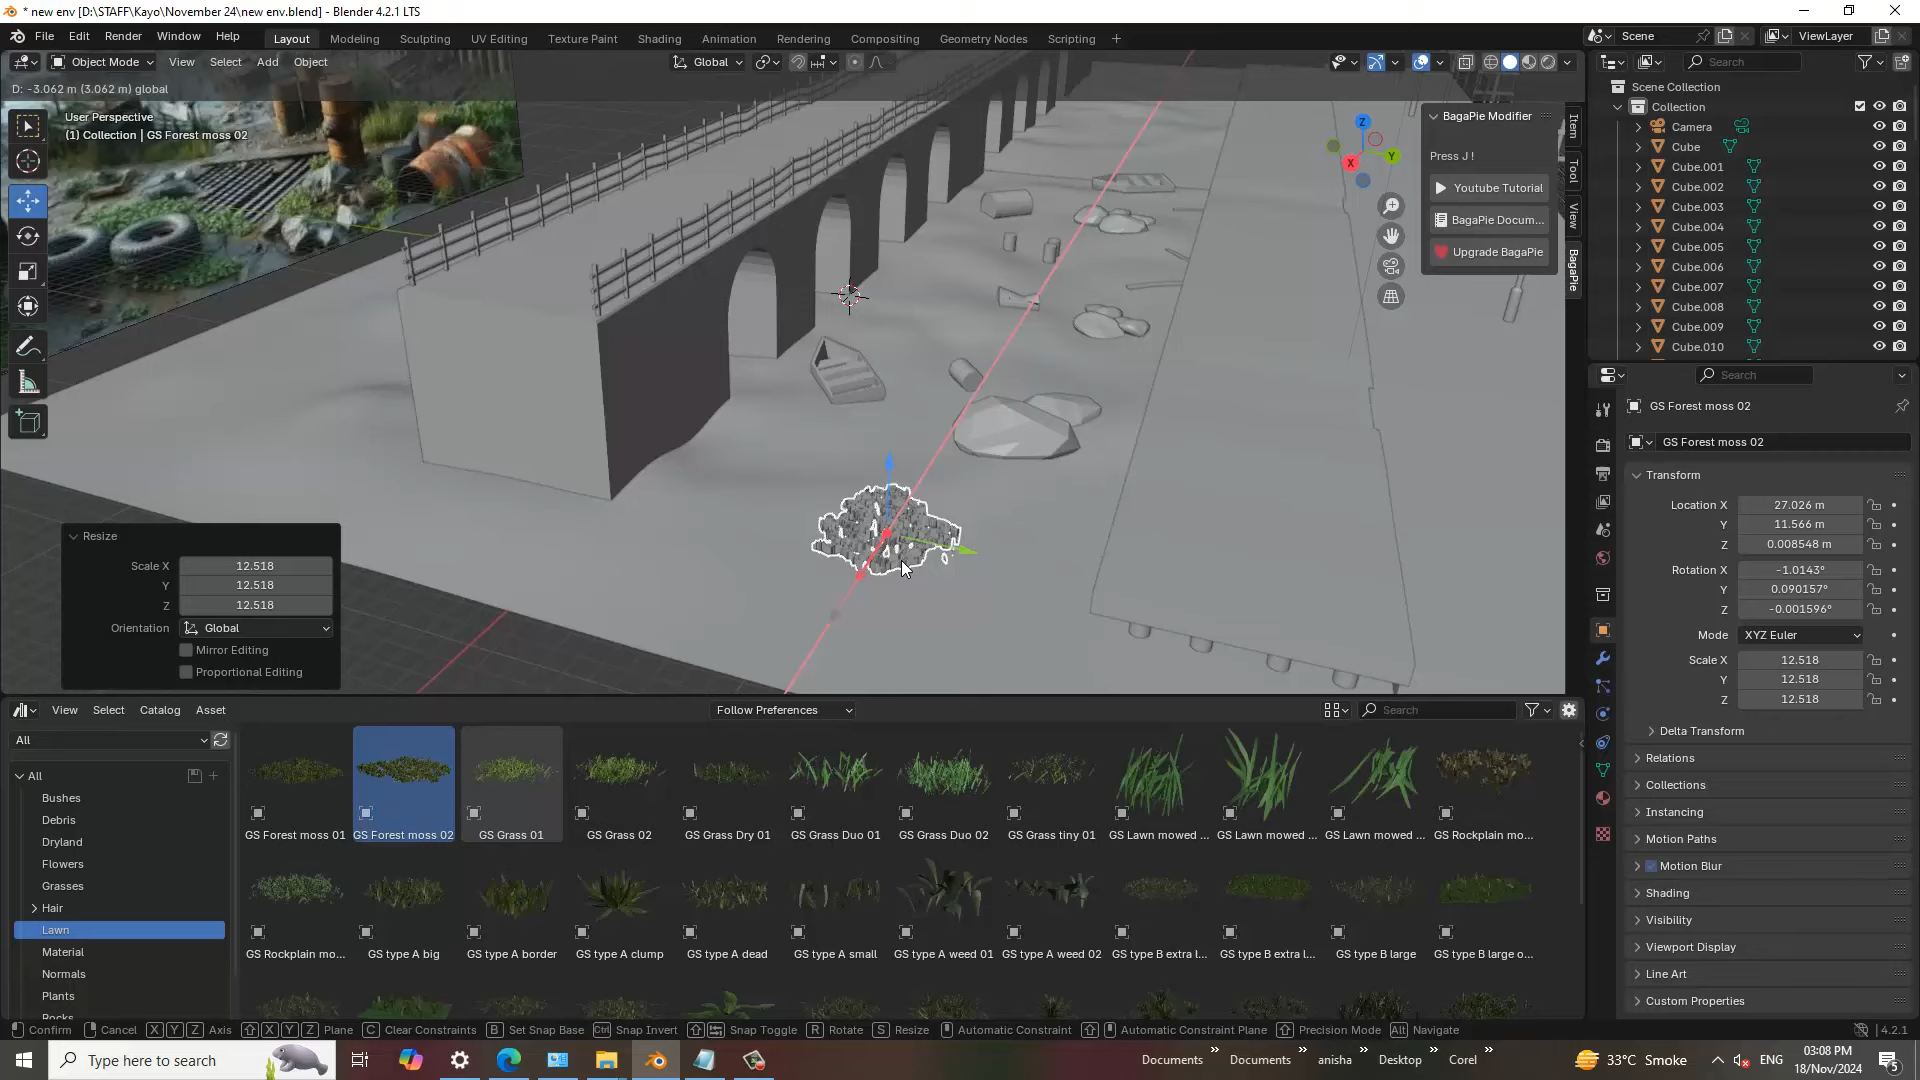 * new env [D:\STAFF\Kayo\November 24\new env.blend] - Blender 4.2.1 LTS
File Edit Render Window Help Layout Modeling Sculpting UV Editing Texture Paint Shading Animation Rendering Compositing Geometry Nodes Scripting + Scene ViewLayer
Object Mode View Select Add Object Global Search
D: -3.062 m (3.062 m) global
User Perspective
(1) Collection | GS Forest moss 02
BagaPie Modifier
Press J !
Youtube Tutorial
BagaPie Docum...
Upgrade BagaPie
Item
Tool
View
BagaPie
Z
Y
X
Scene Collection
Collection
Camera
Cube
Cube.001
Cube.002
Cube.003
Cube.004
Cube.005
Cube.006
Cube.007
Cube.008
Cube.009
Cube.010
Search
GS Forest moss 02
GS Forest moss 02
Transform
Location X 27.026 m
Y 11.566 m
Z 0.008548 m
Rotation X -1.0143°
Y 0.090157°
Z -0.001596°
Mode XYZ Euler
Scale X 12.518
Y 12.518
Z 12.518
Delta Transform
Relations
Collections
Instancing
Motion Paths
Motion Blur
Shading
Visibility
Viewport Display
Line Art
Custom Properties
Resize
Scale X 12.518
Y 12.518
Z 12.518
Orientation Global
Mirror Editing
Proportional Editing
View Select Catalog Asset Follow Preferences Search
All
All
Bushes
Debris
Dryland
Flowers
Grasses
Hair
Lawn
Material
Normals
Plants
Rocks
GS Forest moss 01 GS Forest moss 02 GS Grass 01 GS Grass 02 GS Grass Dry 01 GS Grass Duo 01 GS Grass Duo 02 GS Grass tiny 01 GS Lawn mowed ... GS Lawn mowed ... GS Lawn mowed ... GS Rockplain mo...
GS Rockplain mo... GS type A big GS type A border GS type A clump GS type A dead GS type A small GS type A weed 01 GS type A weed 02 GS type B extra l... GS type B extra l... GS type B large GS type B large o...
Confirm Cancel X Y Z Axis X Y Z Plane C Clear Constraints B Set Snap Base Ctrl Snap Invert Snap Toggle R Rotate S Resize Automatic Constraint Automatic Constraint Plane Precision Mode Alt Navigate 4.2.1
Type here to search Documents » Documents » anisha » Desktop » Corel » 33°C Smoke ENG 03:08 PM
18/Nov/2024 5